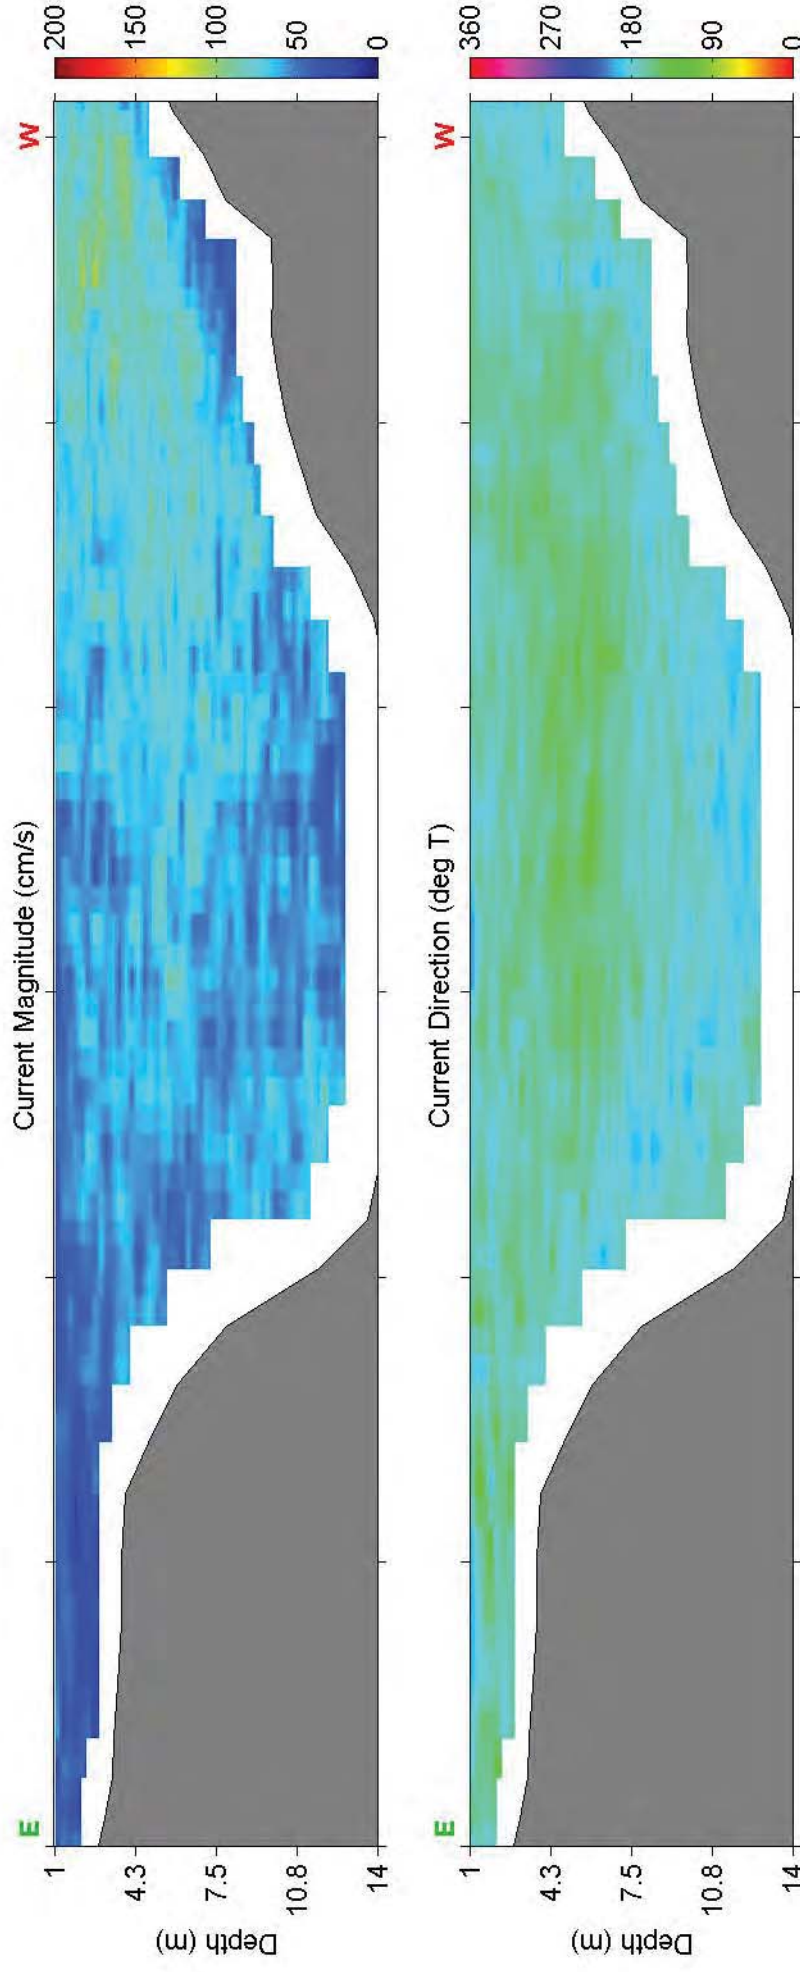 Current Magnitude (cm/s)
E
W
1
4.3
7.5
10.8
14
Depth (m)
200
150
100
50
0
Current Direction (deg T)
E
W
1
4.3
7.5
10.8
14
Depth (m)
360
270
180
90
0